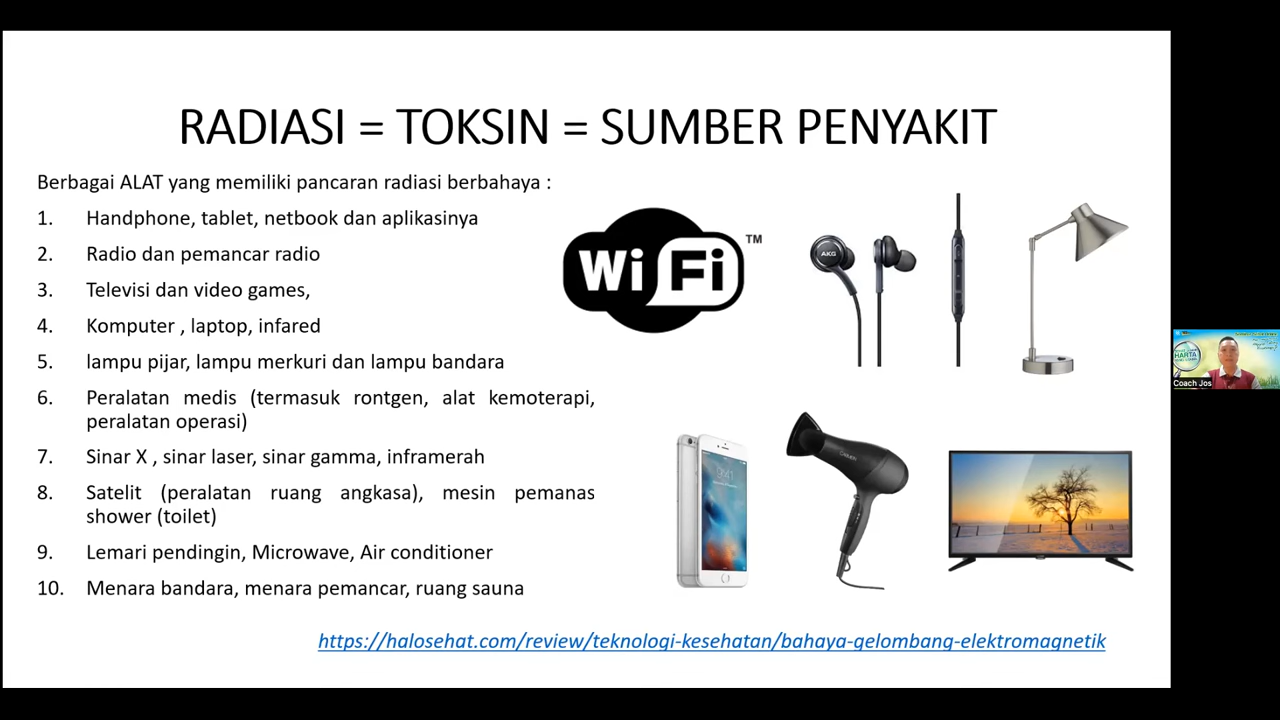 RADIASI = TOKSIN = SUMBER PENYAKIT
Berbagai ALAT yang memiliki pancaran radiasi berbahaya :
1. Handphone, tablet, netbook dan aplikasinya
2. Radio dan pemancar radio
3. Televisi dan video games,
4. Komputer , laptop, infared
5. lampu pijar, lampu merkuri dan lampu bandara
6. Peralatan medis (termasuk rontgen, alat kemoterapi,
peralatan operasi)
7. Sinar X , sinar laser, sinar gamma, inframerah
8. Satelit (peralatan ruang angkasa), mesin pemanas
shower (toilet)
9. Lemari pendingin, Microwave, Air conditioner
10. Menara bandara, menara pemancar, ruang sauna
https://halosehat.com/review/teknologi-kesehatan/bahaya-gelombang-elektromagnetik
Wi Fi TM
AKG
HARTA
Coach Jos